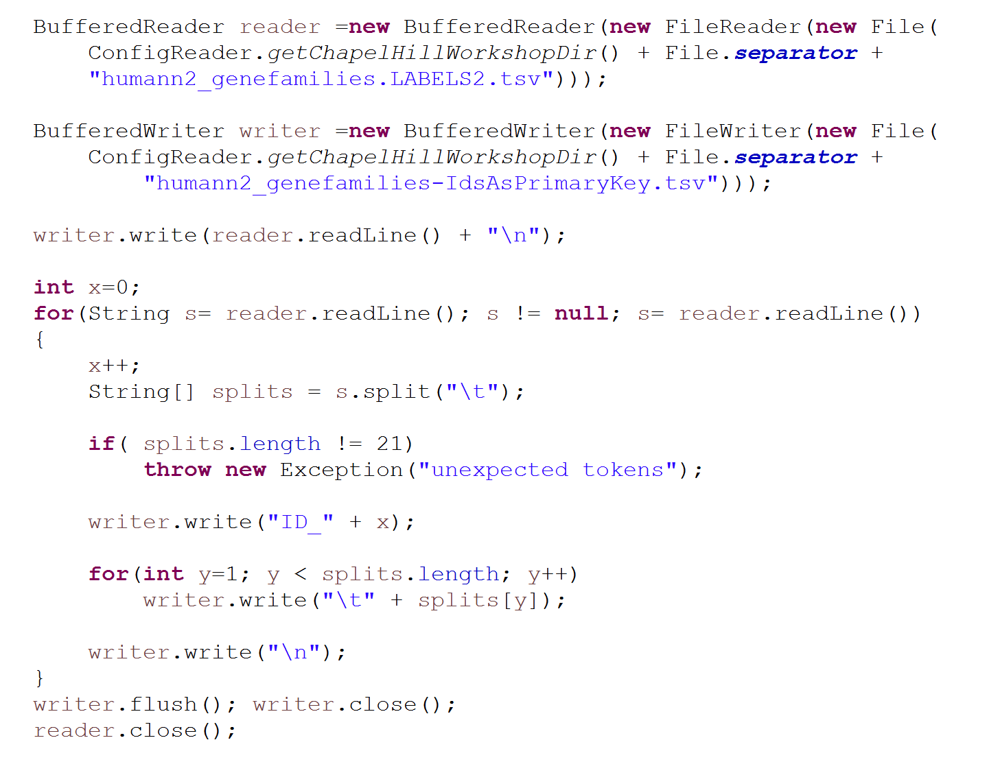 BufferedReader reader =new BufferedReader(new FileReader(new File(
ConfigReader.getChapelHillWorkshopDir() + File.separator +
"humann2_genefamilies.LABELS2.tsv")));
BufferedWriter writer =new BufferedWriter(new FileWriter(new File(
ConfigReader.getChapelHillWorkshopDir() + File.separator +
"humann2_genefamilies-IdsAsPrimaryKey.tsv")));
writer.write(reader.readLine() + "\n");
int x=0;
for(String s= reader.readLine(); s != null; s= reader.readLine())
{
x++;
String[] splits = s.split("\t");
if( splits.length != 21)
throw new Exception("unexpected tokens");
writer.write("ID_" + x);
for(int y=1; y < splits.length; y++)
writer.write("\t" + splits[y]);
writer.write("\n");
}
writer.flush(); writer.close();
reader.close();